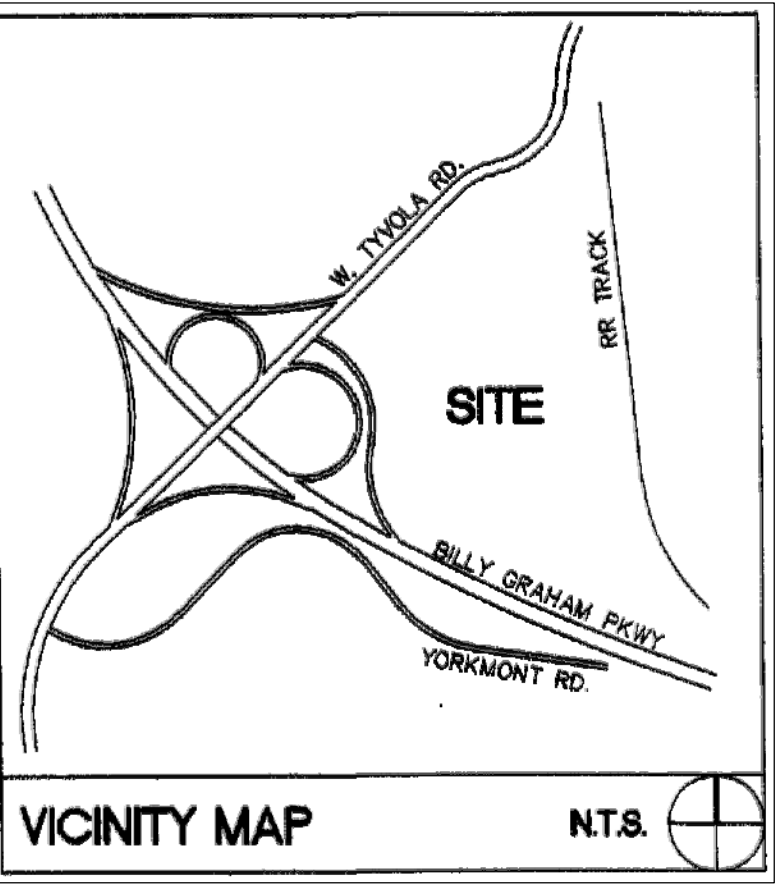 W. TYVOLA RD.
RR TRACK
SITE
BILLY GRAHAM PKWY
YORKMONT RD.
VICINITY MAP
N.T.S.